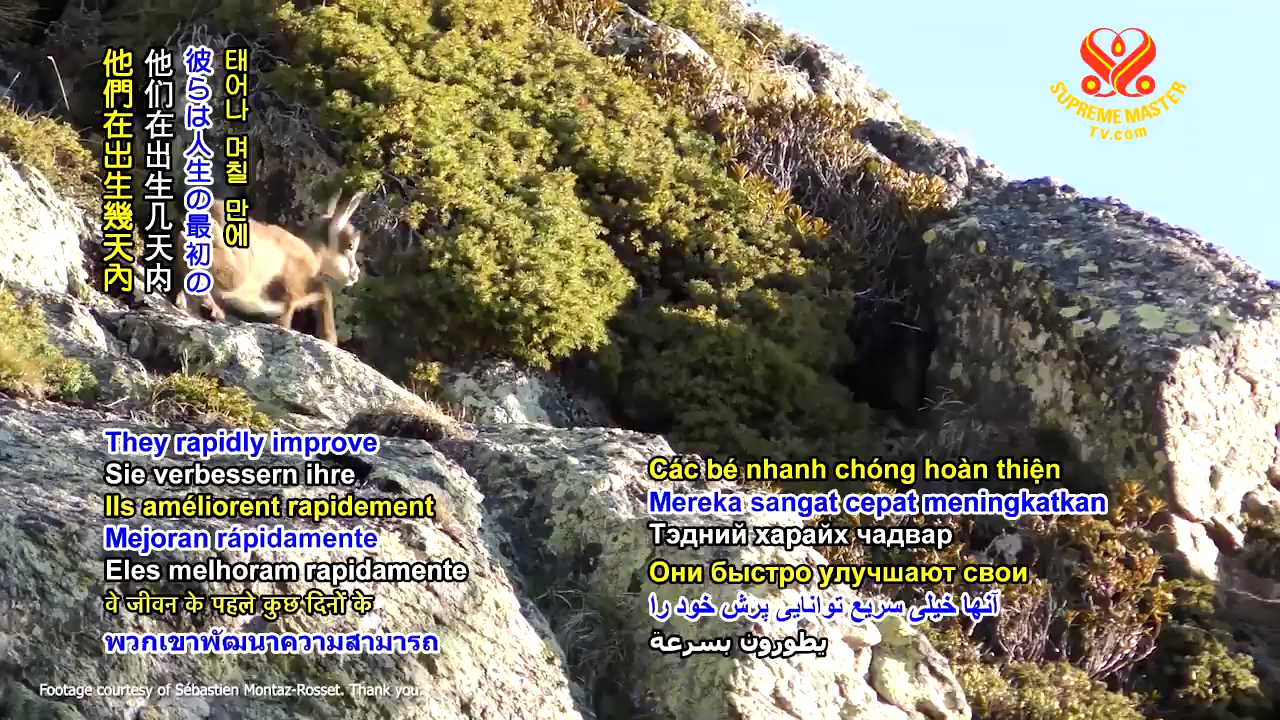 他們在出生幾天內
他们在出生几天内
彼らは人生の最初の
태어나 며칠 만에
SUPREME MASTER
TV.com
They rapidly improve
Sie verbessern ihre
Ils améliorent rapidement
Mejoran rápidamente
Eles melhoram rapidamente
वे जीवन के पहले कुछ दिनों के
พวกเขาพัฒนาความสามารถ
Các bé nhanh chóng hoàn thiện
Mereka sangat cepat meningkatkan
Тэдний харайх чадвар
Они быстро улучшают свои
آنها خیلی سریع توانایی پرش خود را
يطورون بسرعة
Footage courtesy of Sébastien Montaz-Rosset. Thank you.